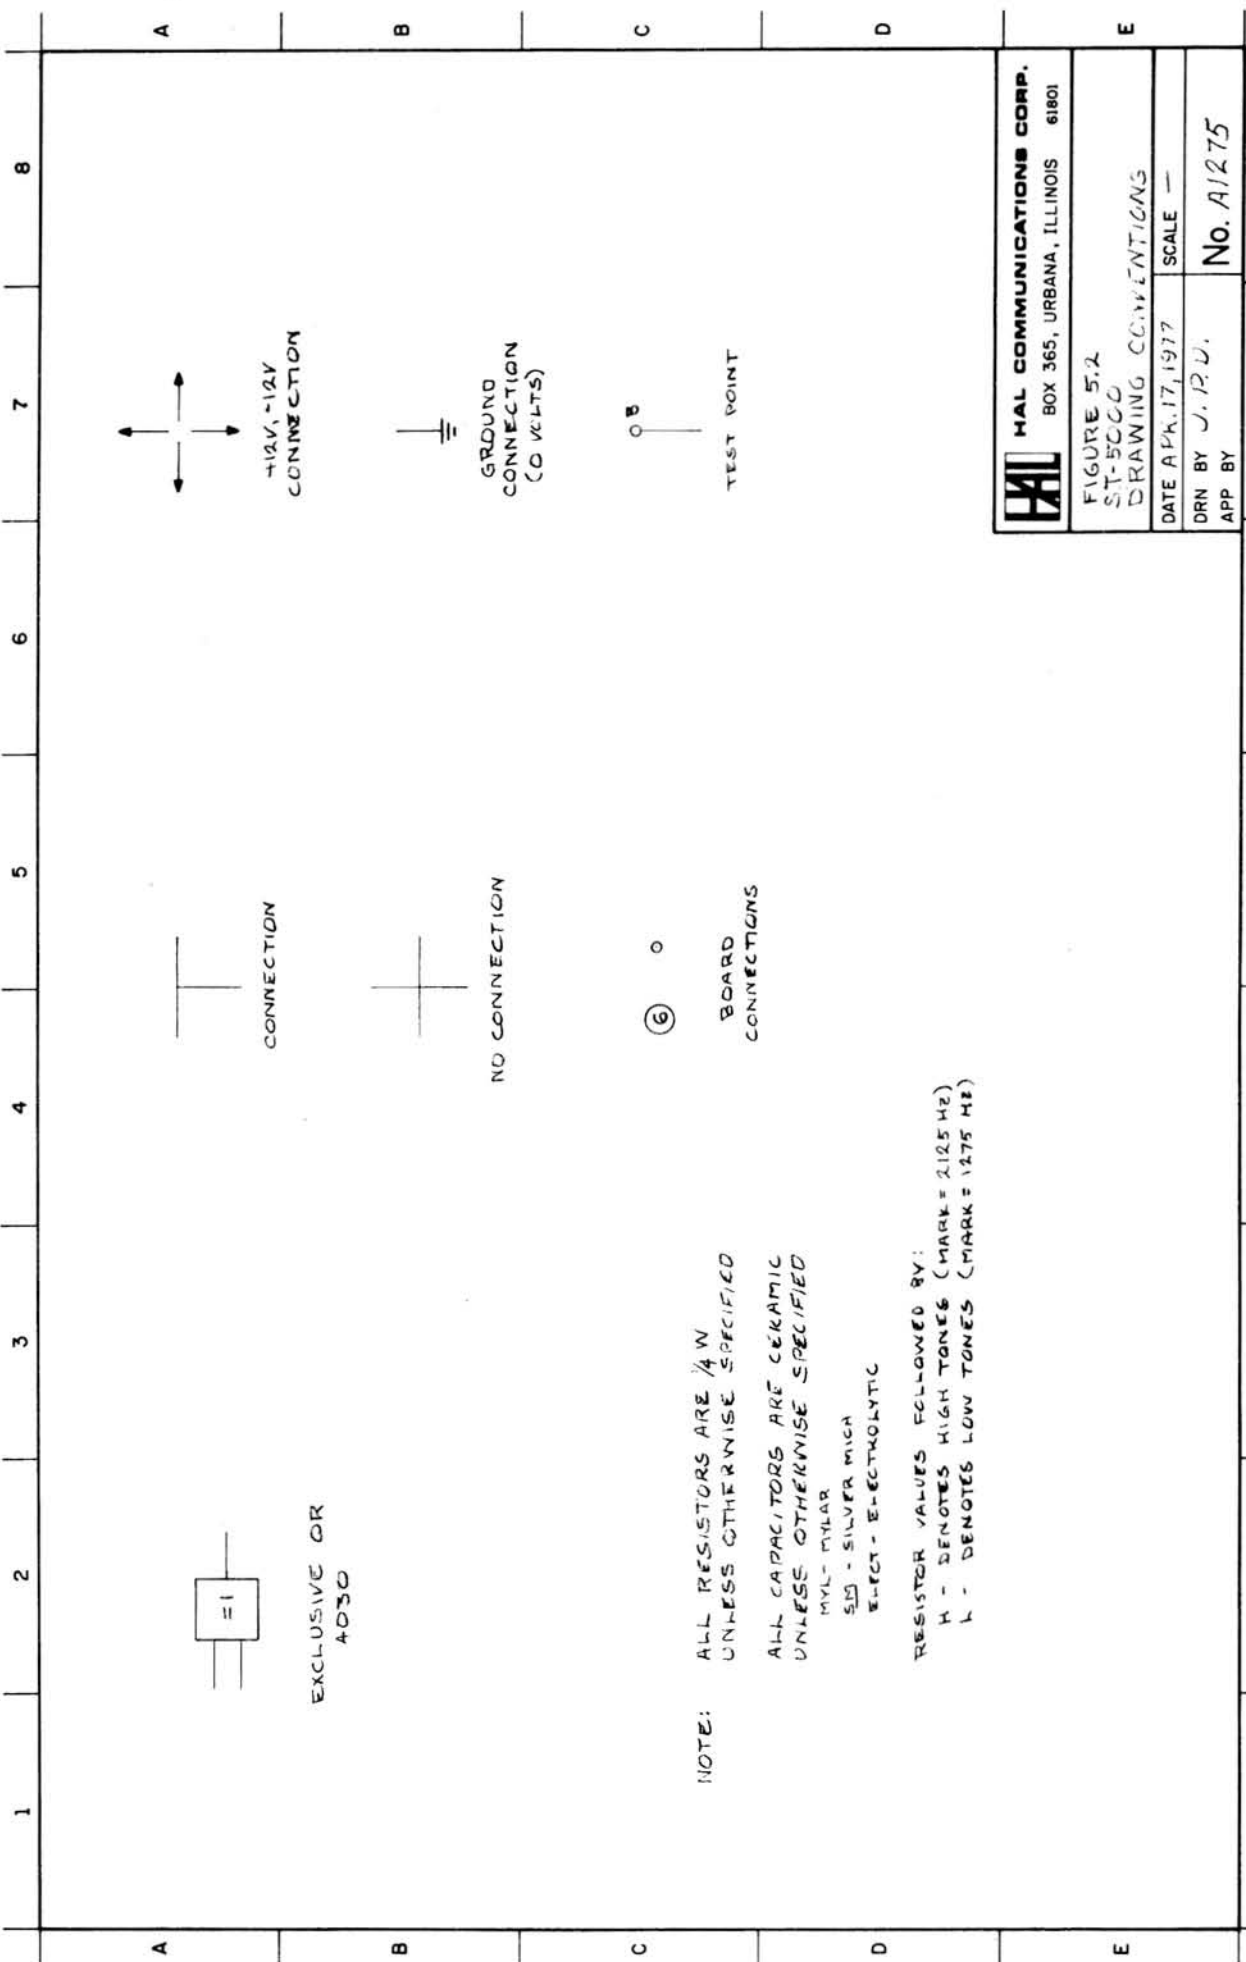 1 2 3 4 5 6 7 8
A
B
C
D
E
=1
EXCLUSIVE OR
4030
CONNECTION
NO CONNECTION
6
BOARD
CONNECTIONS
+12V, -12V
CONNECTION
GROUND
CONNECTION
(0 VOLTS)
B
TEST POINT
NOTE: ALL RESISTORS ARE 1/4 W
UNLESS OTHERWISE SPECIFIED
ALL CAPACITORS ARE CERAMIC
UNLESS OTHERWISE SPECIFIED
MYL - MYLAR
SM - SILVER MICA
ELECT - ELECTROLYTIC
RESISTOR VALUES FOLLOWED BY:
H - DENOTES HIGH TONES (MARK = 2125 HZ)
L - DENOTES LOW TONES (MARK = 1275 HZ)
HAL HAL COMMUNICATIONS CORP.
BOX 365, URBANA, ILLINOIS 61801
FIGURE 5.2
ST-5000
DRAWING CONVENTIONS
DATE APR. 17, 1977 SCALE —
DRN BY J.P.D.
APP BY
No. A1275
A
B
C
D
E